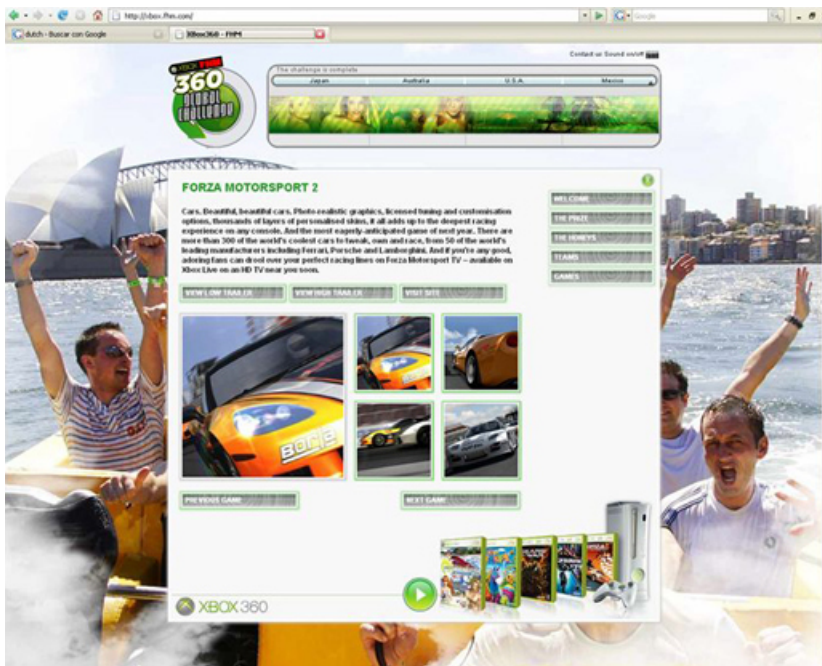 http://xbox.fhm.com/
Google
dutch - Buscar con Google
XBox360 - FHM
Contact us Sound on/off
XBOX FHM
360
GLOBAL
CHALLENGE
The challenge is complete
Japan
Australia
U.S.A.
Mexico
FORZA MOTORSPORT 2
Cars. Beautiful, beautiful cars. Photo realistic graphics, licensed tuning and customisation
options, thousands of layers of personalised skins, it all adds up to the deepest racing
experience on any console. And the most eagerly-anticipated game of next year. There are
more than 300 of the world's coolest cars to tweak, own and race, from 50 of the world's
leading manufacturers including Ferrari, Porsche and Lamborghini. And if you're any good,
adoring fans can drool over your perfect racing lines on Forza Motorsport TV – available on
Xbox Live on an HD TV near you soon.
WELCOME
THE PRIZE
THE HONEYS
TEAMS
GAMES
VIEW LOW TRAILER
VIEW HIGH TRAILER
VISIT SITE
Borja
PREVIOUS GAME
NEXT GAME
XBOX 360